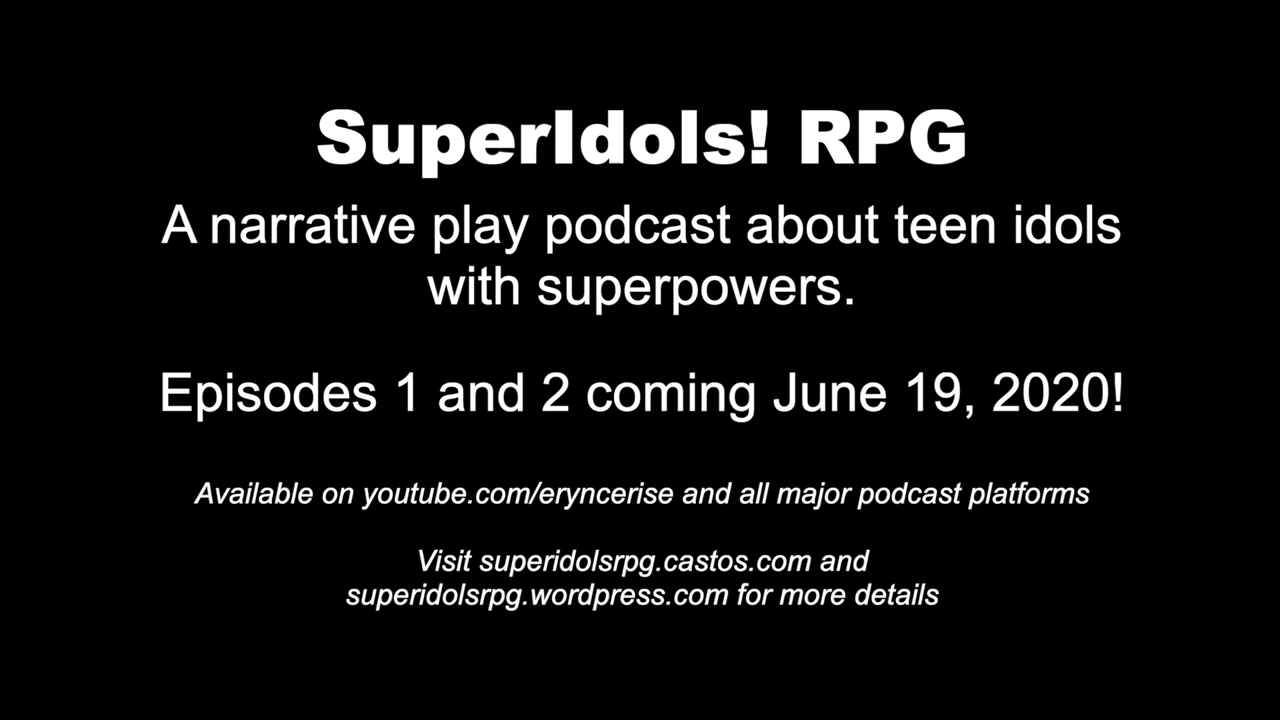 SuperIdols! RPG
A narrative play podcast about teen idols
with superpowers.
Episodes 1 and 2 coming June 19, 2020!
Available on youtube.com/eryncerise and all major podcast platforms
Visit superidolsrpg.castos.com and
superidolsrpg.wordpress.com for more details